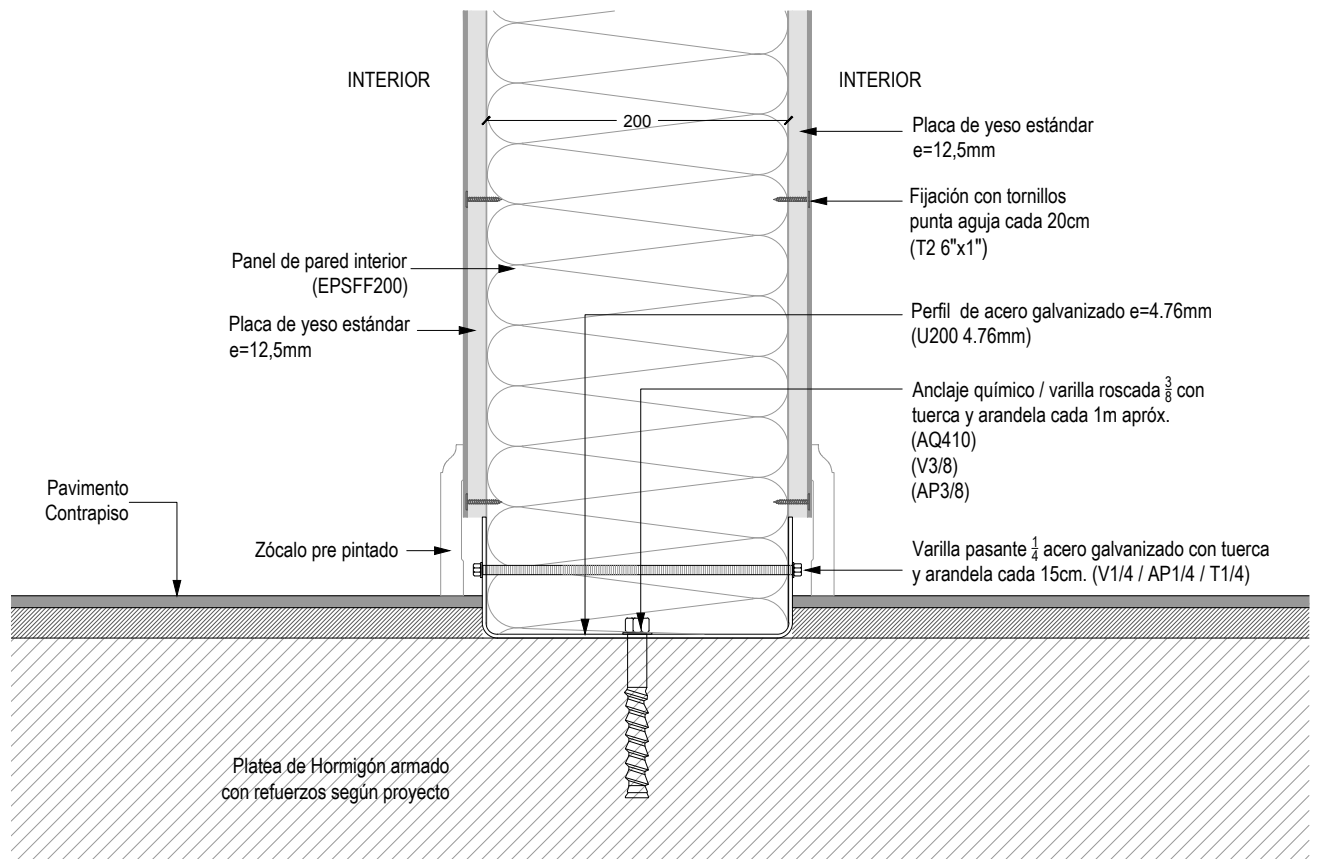 INTERIOR
INTERIOR
200
Placa de yeso estándar
e=12,5mm
Fijación con tornillos
punta aguja cada 20cm
(T2 6"x1")
Panel de pared interior
(EPSFF200)
Placa de yeso estándar
e=12,5mm
Perfil de acero galvanizado e=4.76mm
(U200 4.76mm)
Anclaje químico / varilla roscada 3/8 con
tuerca y arandela cada 1m apróx.
(AQ410)
(V3/8)
(AP3/8)
Pavimento
Contrapiso
Zócalo pre pintado
Varilla pasante 1/4 acero galvanizado con tuerca
y arandela cada 15cm. (V1/4 / AP1/4 / T1/4)
Platea de Hormigón armado
con refuerzos según proyecto